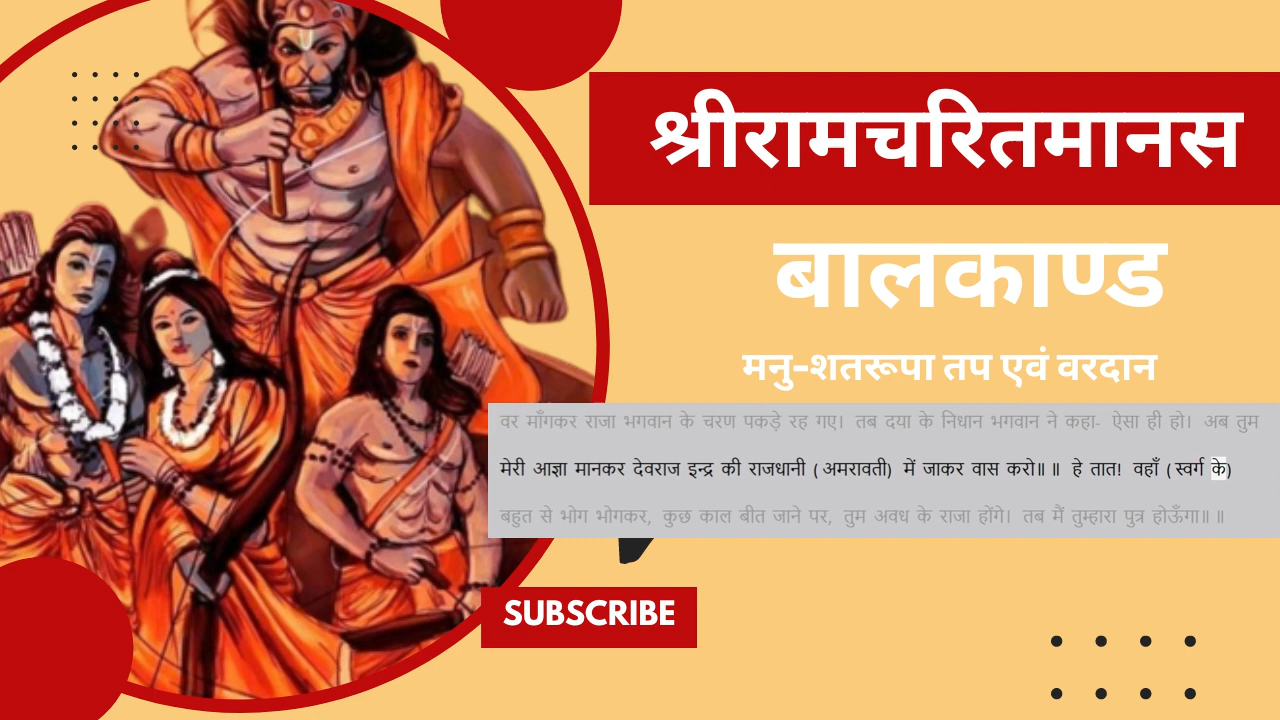 श्रीरामचरितमानस
बालकाण्ड
मनु-शतरूपा तप एवं वरदान
वर माँगकर राजा भगवान के चरण पकड़े रह गए। तब दया के निधान भगवान ने कहा- ऐसा ही हो। अब तुम
मेरी आज्ञा मानकर देवराज इन्द्र की राजधानी (अमरावती) में जाकर वास करो॥॥ हे तात! वहाँ (स्वर्ग के)
बहुत से भोग भोगकर, कुछ काल बीत जाने पर, तुम अवध के राजा होंगे। तब मैं तुम्हारा पुत्र होऊँगा॥॥
SUBSCRIBE